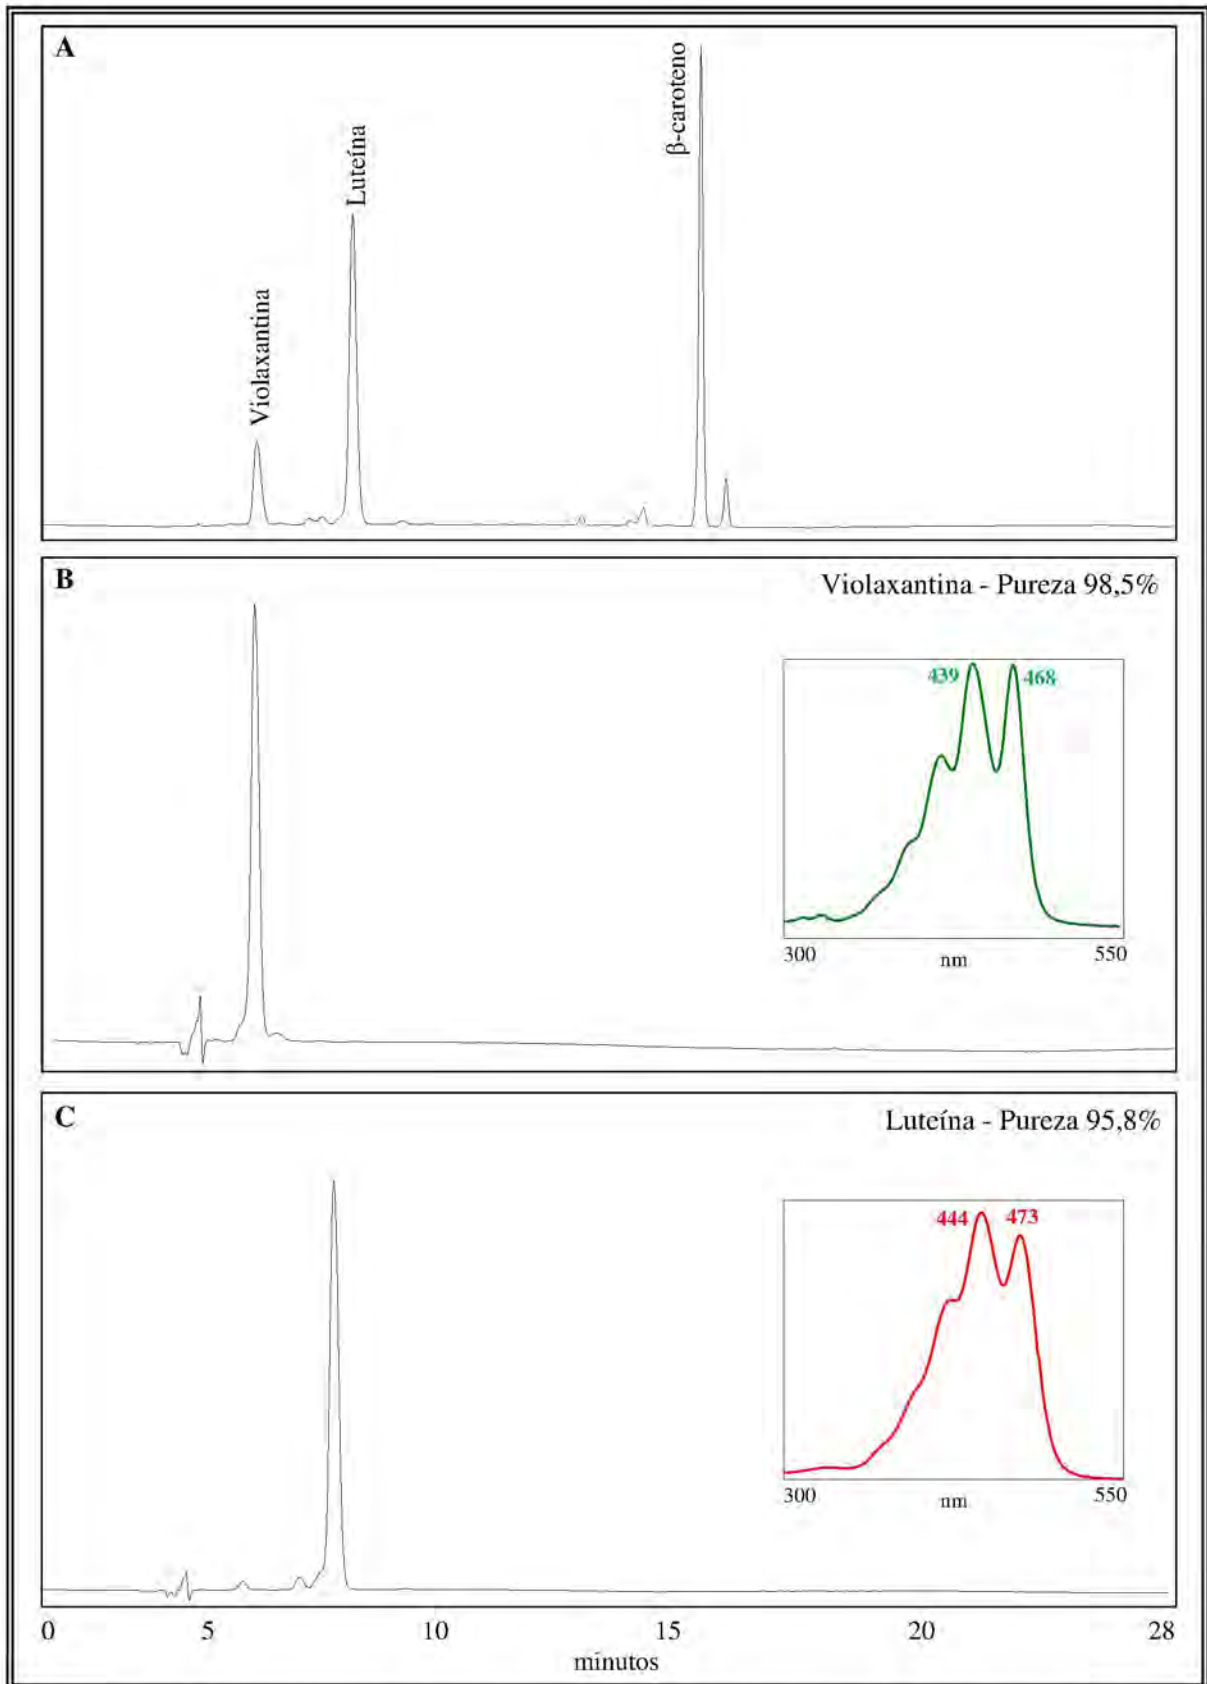 A
Violaxantina
Luteína
β-caroteno
B
Violaxantina - Pureza 98,5%
439
468
300
nm
550
C
Luteína - Pureza 95,8%
444
473
300
nm
550
0
5
10
15
20
28
minutos